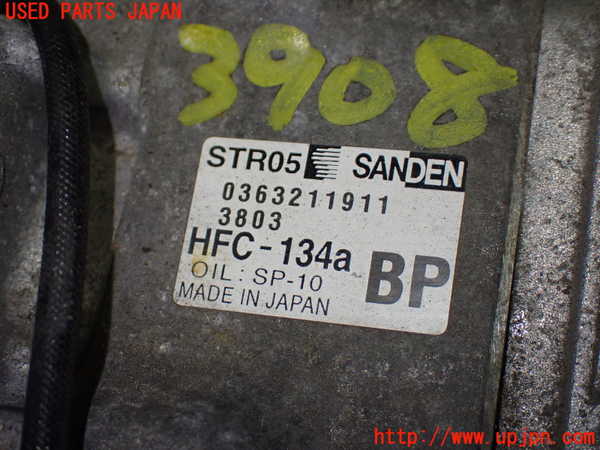 USED PARTS JAPAN
3908
STR05 SANDEN
0363211911
3803
HFC-134a
OIL: SP-10
BP
MADE IN JAPAN
http://www.upjpn.com/